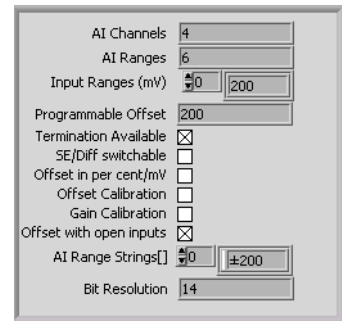 AI Channels 4
AI Ranges 6
Input Ranges (mV) 0 200
Programmable Offset 200
Termination Available
SE/Diff switchable
Offset in per cent/mV
Offset Calibration
Gain Calibration
Offset with open inputs
AI Range Strings[] 0 ±200
Bit Resolution 14